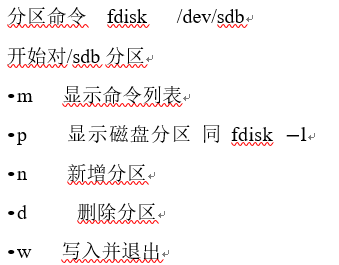 分区命令 fdisk /dev/sdb
开始对/sdb 分区
•m 显示命令列表
•p 显示磁盘分区 同 fdisk –l
•n 新增分区
•d 删除分区
•w 写入并退出